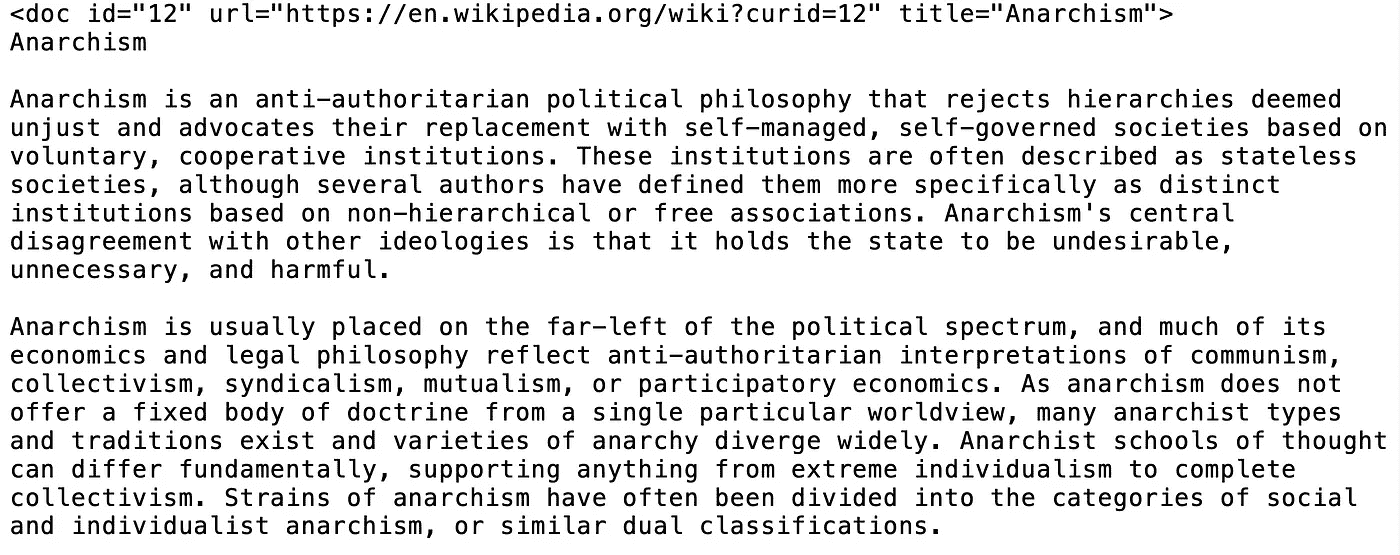 <doc id="12" url="https://en.wikipedia.org/wiki?curid=12" title="Anarchism">
Anarchism
Anarchism is an anti-authoritarian political philosophy that rejects hierarchies deemed
unjust and advocates their replacement with self-managed, self-governed societies based on
voluntary, cooperative institutions. These institutions are often described as stateless
societies, although several authors have defined them more specifically as distinct
institutions based on non-hierarchical or free associations. Anarchism's central
disagreement with other ideologies is that it holds the state to be undesirable,
unnecessary, and harmful.
Anarchism is usually placed on the far-left of the political spectrum, and much of its
economics and legal philosophy reflect anti-authoritarian interpretations of communism,
collectivism, syndicalism, mutualism, or participatory economics. As anarchism does not
offer a fixed body of doctrine from a single particular worldview, many anarchist types
and traditions exist and varieties of anarchy diverge widely. Anarchist schools of thought
can differ fundamentally, supporting anything from extreme individualism to complete
collectivism. Strains of anarchism have often been divided into the categories of social
and individualist anarchism, or similar dual classifications.